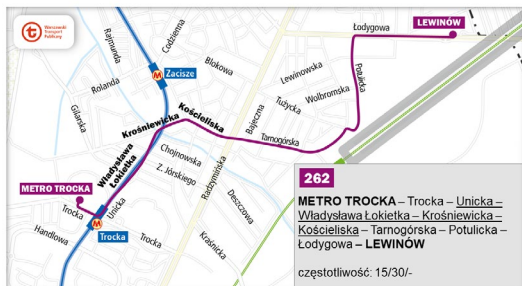 Warszawski
Transport
Publiczny
Rajmunda
Codzienna
Zacisze
Rolanda
Gilarska
Blokowa
Łodygowa
LEWINÓW
Lewinowska
Wolbromska
Tużycka
Potulicka
Bajeczna
Kościeliska
Krośniewicka
Tarnogórska
Władysława
Łokietka
Chojnowska
Z. Jórskiego
Radzymińska
Deszczowa
METRO TROCKA
Trocka
Unicka
Trocka
Handlowa
Trocka
Kraśnicka
262
METRO TROCKA – Trocka – Unicka –
Władysława Łokietka – Krośniewicka –
Kościeliska – Tarnogórska – Potulicka –
Łodygowa – LEWINÓW
częstotliwość: 15/30/-